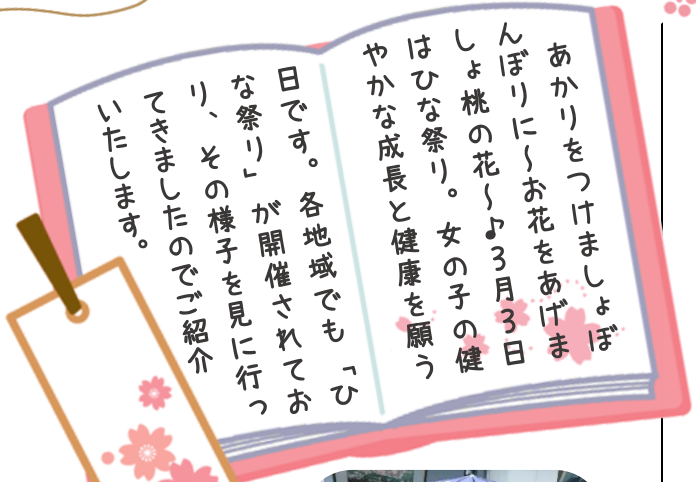 あかりをつけましょぼ
んぼりに～お花をあげま
しょ桃の花～♪3月3日
はひな祭り。女の子の健
やかな成長と健康を願う
日です。各地域でも「ひ
な祭り」が開催されてお
り、その様子を見に行っ
てきましたのでご紹介
いたします。